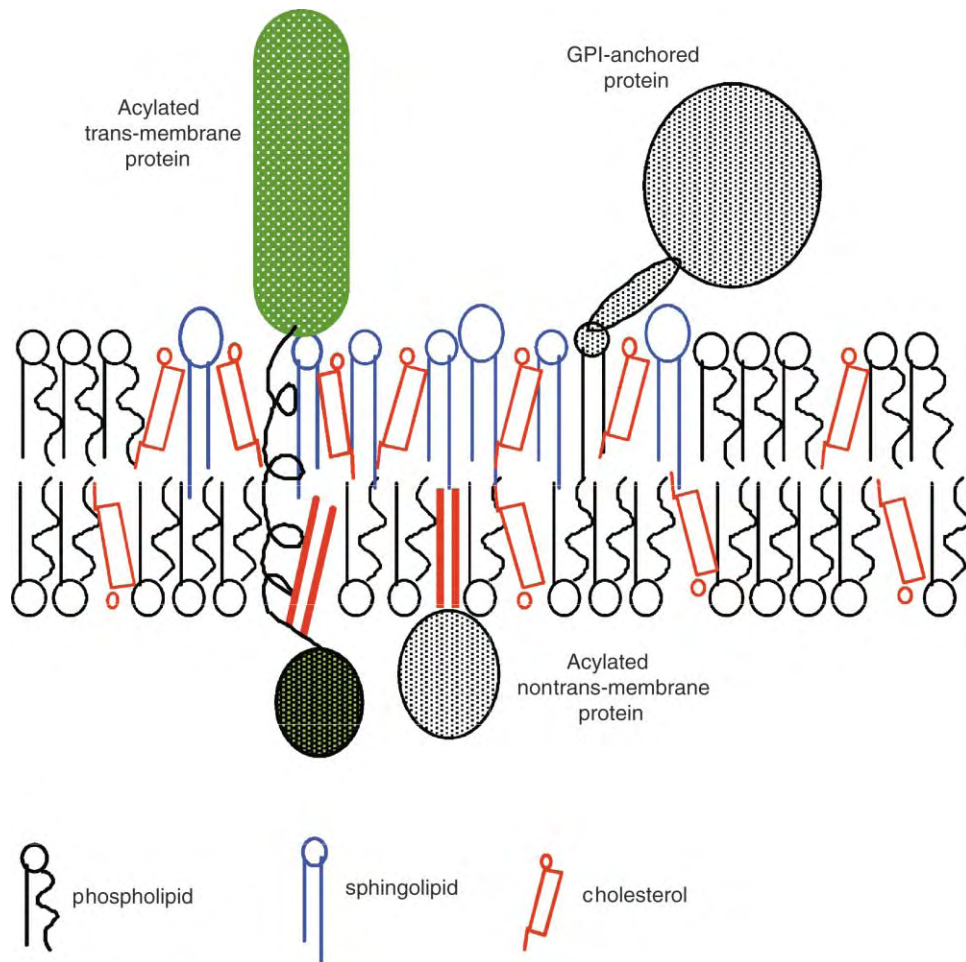 GPI-anchored
protein
Acylated
trans-membrane
protein
Acylated
nontrans-membrane
protein
phospholipid
sphingolipid
cholesterol